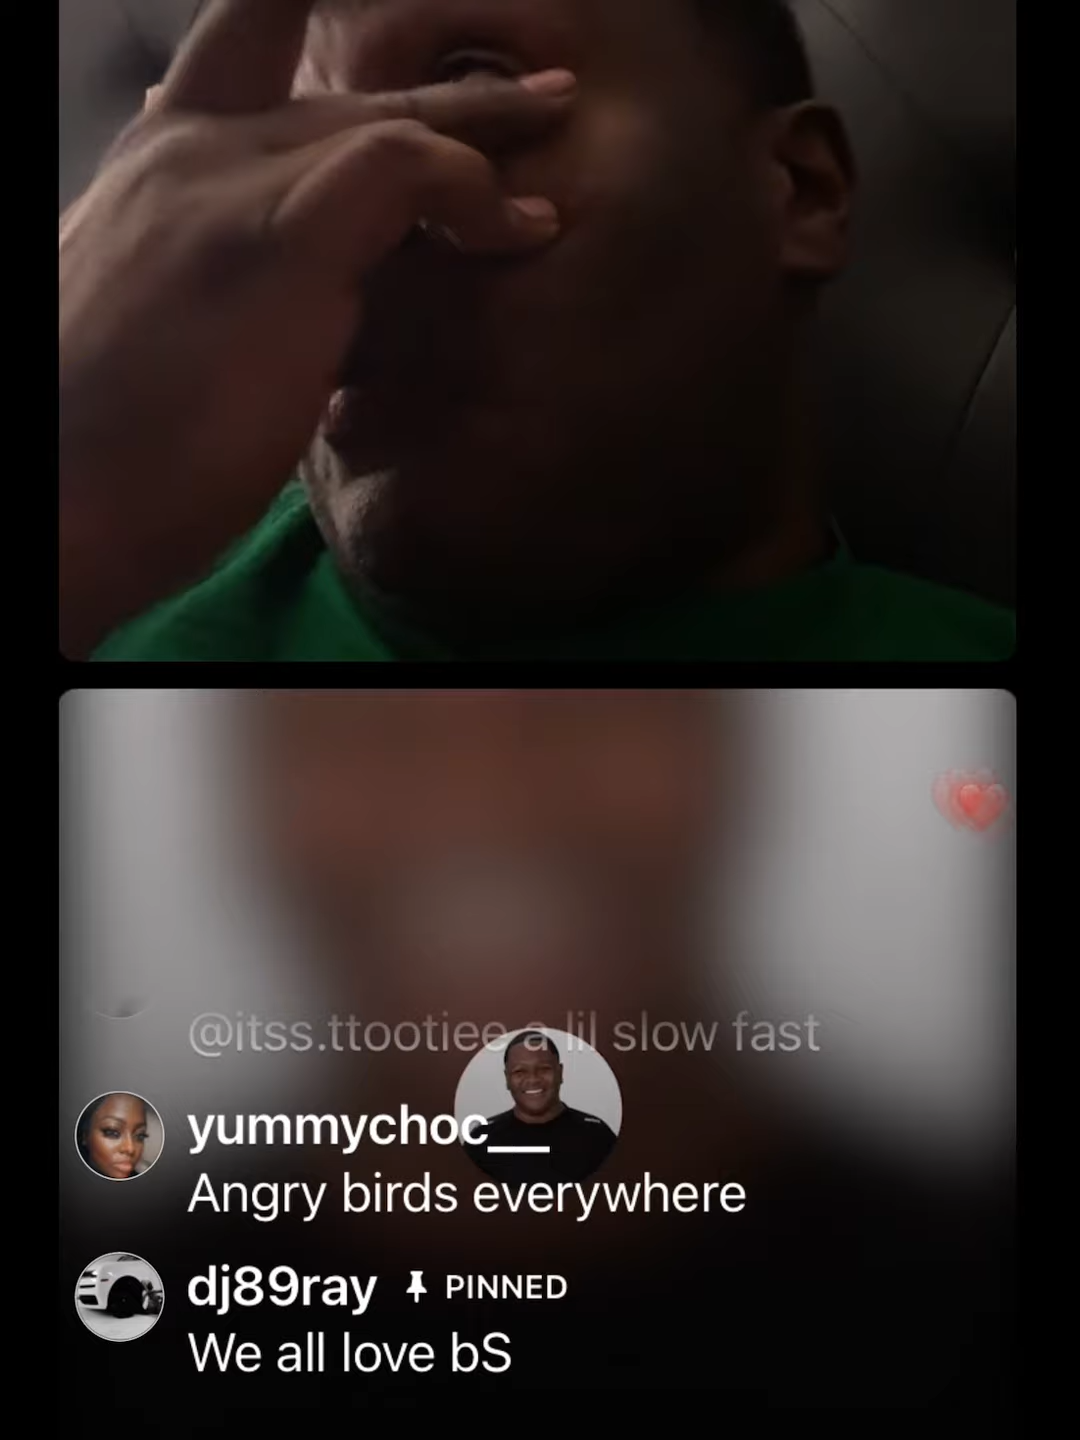 @itss.ttootiee a lil slow fast
yummychoc__
Angry birds everywhere
dj89ray PINNED
We all love bS